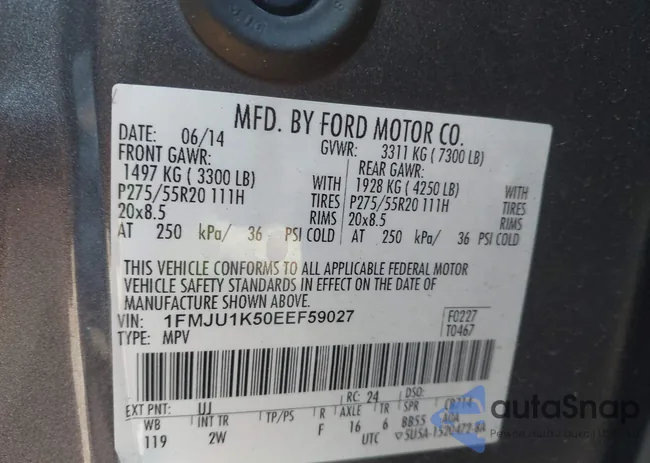 MFD. BY FORD MOTOR CO.
DATE: 06/14 GVWR: 3311 KG ( 7300 LB)
FRONT GAWR: REAR GAWR:
1497 KG ( 3300 LB) WITH 1928 KG ( 4250 LB) WITH
P275/55R20 111H TIRES P275/55R20 111H TIRES
20x8.5 RIMS 20x8.5 RIMS
AT 250 kPa/ 36 PSI COLD AT 250 kPa/ 36 PSI COLD
THIS VEHICLE CONFORMS TO ALL APPLICABLE FEDERAL MOTOR
VEHICLE SAFETY STANDARDS IN EFFECT ON THE DATE OF
MANUFACTURE SHOWN ABOVE.
VIN: 1FMJU1K50EEF59027 F0227
TYPE: MPV T0467
RC: 24 DSO:
EXT PNT: UJ
WB INT TR TP/PS R AXLE TR SPR
119 2W F 16 6 BB55
UTC
autoSnap